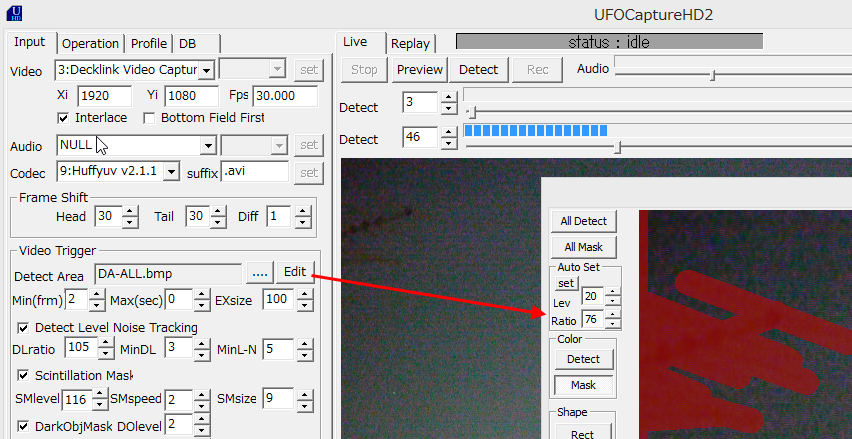 UFOCaptureHD2
Input Operation Profile DB
Video 3:Decklink Video Captur set
Xi 1920 Yi 1080 Fps 30.000
Interlace Bottom Field First
Audio NULL set
Codec 9:Huffyuv v2.1.1 suffix .avi set
Frame Shift
Head 30 Tail 30 Diff 1
Video Trigger
Detect Area DA-ALL.bmp .... Edit
Min(frm) 2 Max(sec) 0 EXsize 100
Detect Level Noise Tracking
DLratio 105 MinDL 3 MinL-N 5
Scintillation Mask
SMlevel 116 SMspeed 2 SMsize 9
DarkObjMask DOlevel 2
Live Replay status : idle
Stop Preview Detect Rec Audio
Detect 3
Detect 46
All Detect
All Mask
Auto Set
set
Lev 20
Ratio 76
Color
Detect
Mask
Shape
Rect